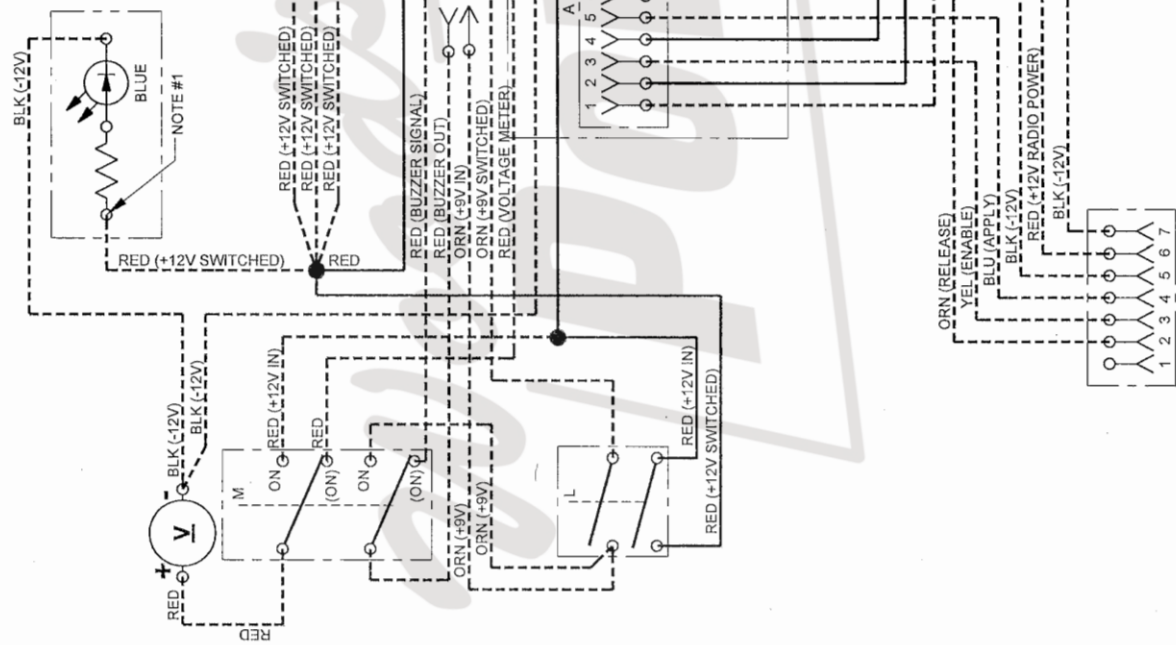 BLK (-12V)
BLUE
NOTE #1
RED (+12V SWITCHED)
RED (+12V SWITCHED)
RED (+12V SWITCHED)
RED (+12V SWITCHED)
RED
RED (BUZZER SIGNAL)
RED (BUZZER OUT)
ORN (+9V IN)
ORN (+9V SWITCHED)
RED (VOLTAGE METER)
A
5
4
3
2
1
ORN (RELEASE)
YEL (ENABLE)
BLU (APPLY)
BLK (-12V)
RED (+12V RADIO POWER)
BLK (-12V)
7
6
5
4
3
2
1
BLK (-12V)
BLK (-12V)
RED (+12V IN)
RED
M
ON
(ON)
ON
(ON)
- V +
RED
RED
ORN (+9V)
ORN (+9V)
L
RED (+12V IN)
RED (+12V SWITCHED)